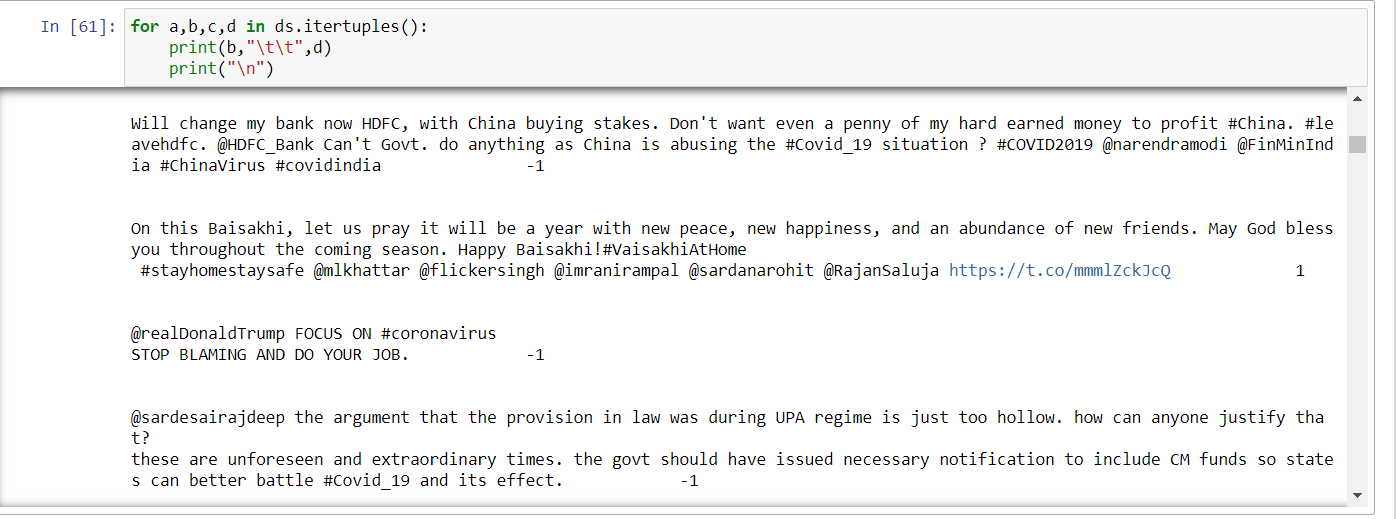 In [61]: for a,b,c,d in ds.itertuples():
    print(b,"\t\t",d)
    print("\n")
Will change my bank now HDFC, with China buying stakes. Don't want even a penny of my hard earned money to profit #China. #le
avehdfc. @HDFC_Bank Can't Govt. do anything as China is abusing the #Covid_19 situation ? #COVID2019 @narendramodi @FinMinInd
ia #ChinaVirus #covidindia               -1
On this Baisakhi, let us pray it will be a year with new peace, new happiness, and an abundance of new friends. May God bless
you throughout the coming season. Happy Baisakhi!#VaisakhiAtHome
 #stayhomestaysafe @mlkhattar @flickersingh @imranirampal @sardanarohit @RajanSaluja https://t.co/mmmlZckJcQ             1
@realDonaldTrump FOCUS ON #coronavirus
STOP BLAMING AND DO YOUR JOB.            -1
@sardesairajdeep the argument that the provision in law was during UPA regime is just too hollow. how can anyone justify tha
t?
these are unforeseen and extraordinary times. the govt should have issued necessary notification to include CM funds so state
s can better battle #Covid_19 and its effect.            -1